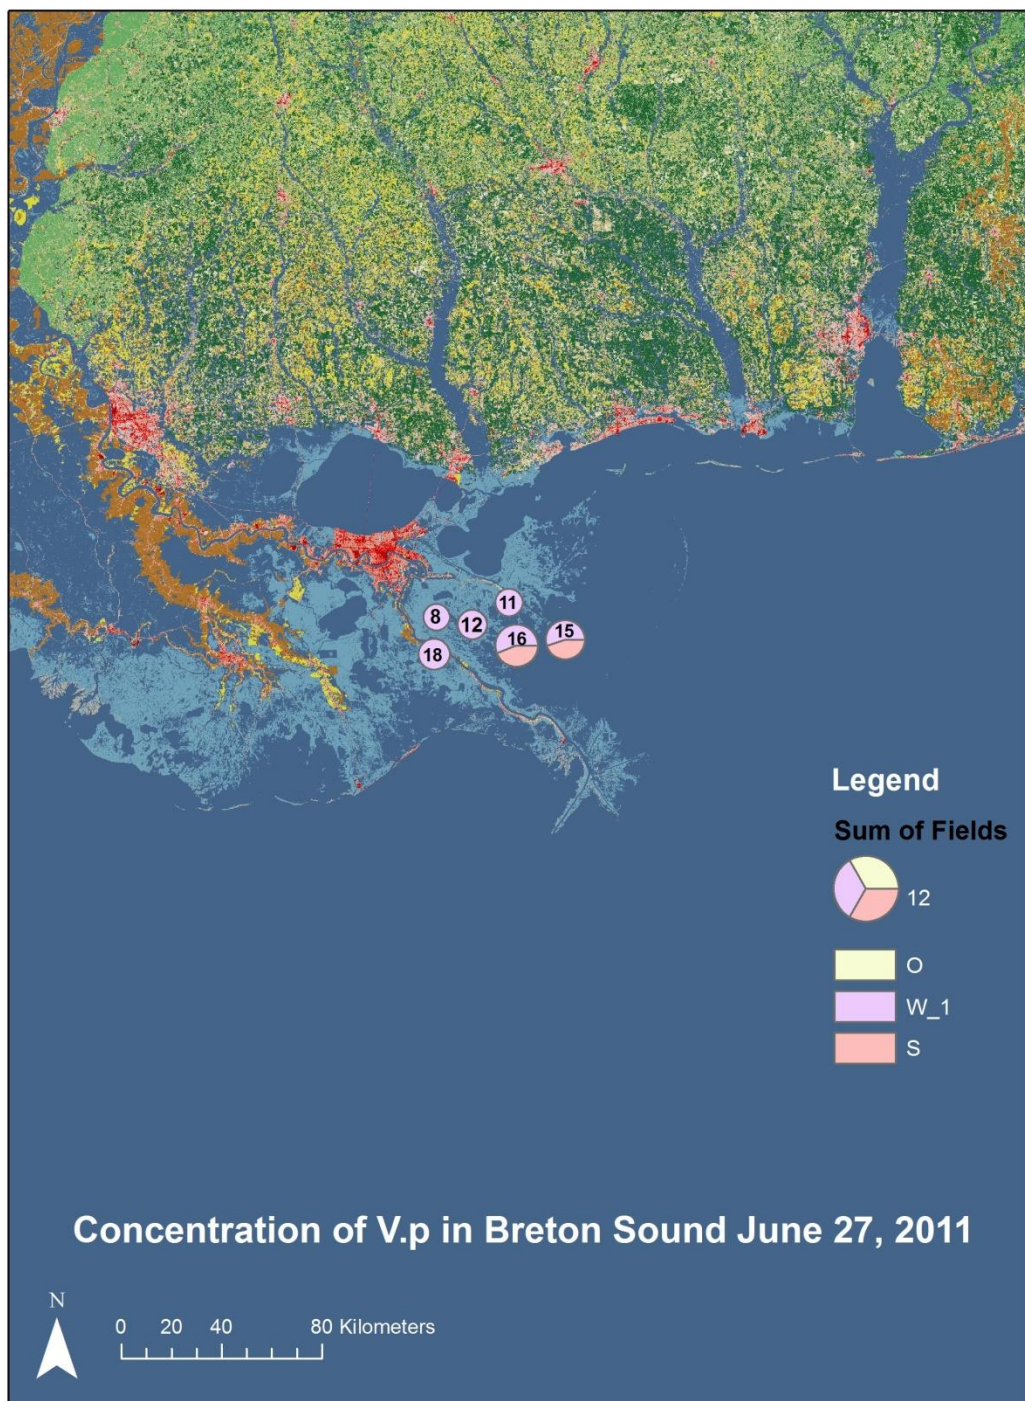 11
8
12
16
15
18
Legend
Sum of Fields
12
O
W_1
S
Concentration of V.p in Breton Sound June 27, 2011
N
0 20 40 80 Kilometers